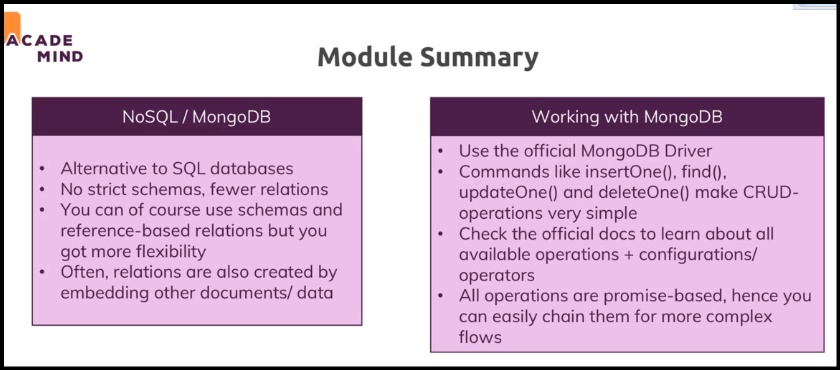 ACADE
MIND
Module Summary
NoSQL / MongoDB
• Alternative to SQL databases
• No strict schemas, fewer relations
• You can of course use schemas and
reference-based relations but you
got more flexibility
• Often, relations are also created by
embedding other documents/ data
Working with MongoDB
• Use the official MongoDB Driver
• Commands like insertOne(), find(),
updateOne() and deleteOne() make CRUD-
operations very simple
• Check the official docs to learn about all
available operations + configurations/
operators
• All operations are promise-based, hence you
can easily chain them for more complex
flows